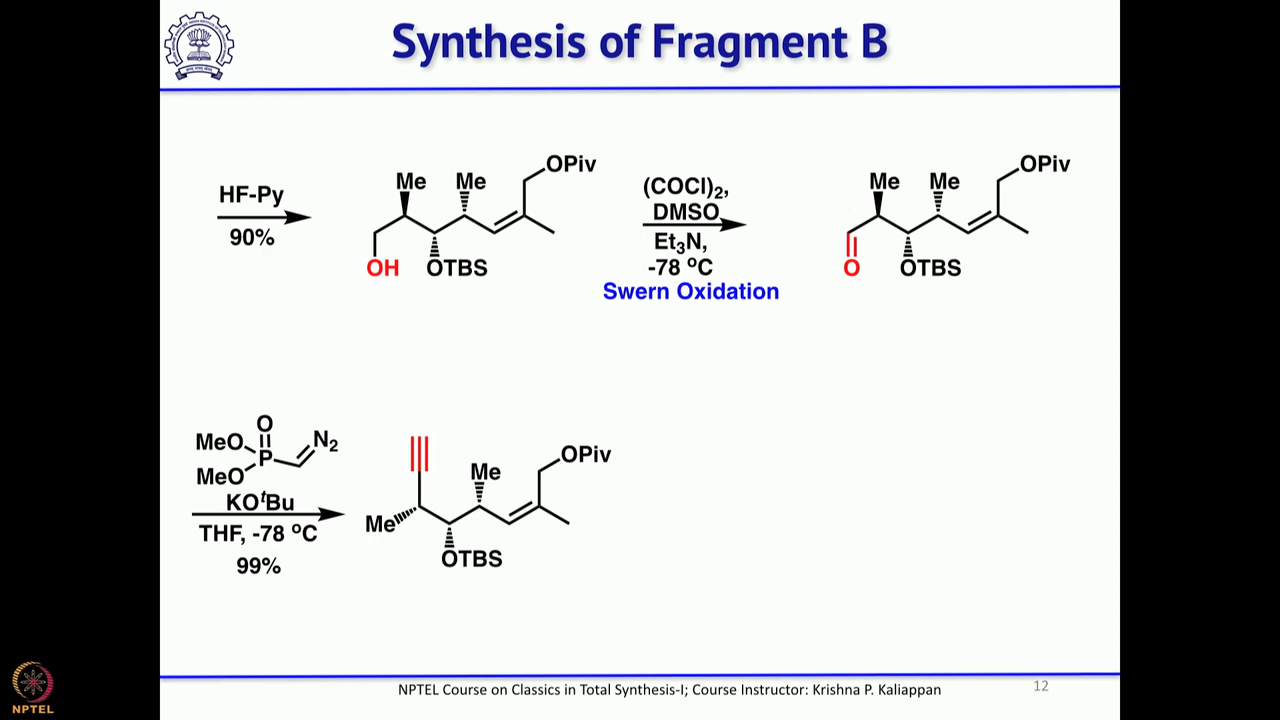 Synthesis of Fragment B
HF-Py
90%
Me Me OPiv
OH OTBS
(COCl)2,
DMSO
Et3N,
-78 ºC
Swern Oxidation
Me Me OPiv
O OTBS
O
MeO P N2
MeO
KOtBu
THF, -78 ºC
99%
Me OPiv
Me
OTBS
NPTEL Course on Classics in Total Synthesis-I; Course Instructor: Krishna P. Kaliappan
12
NPTEL